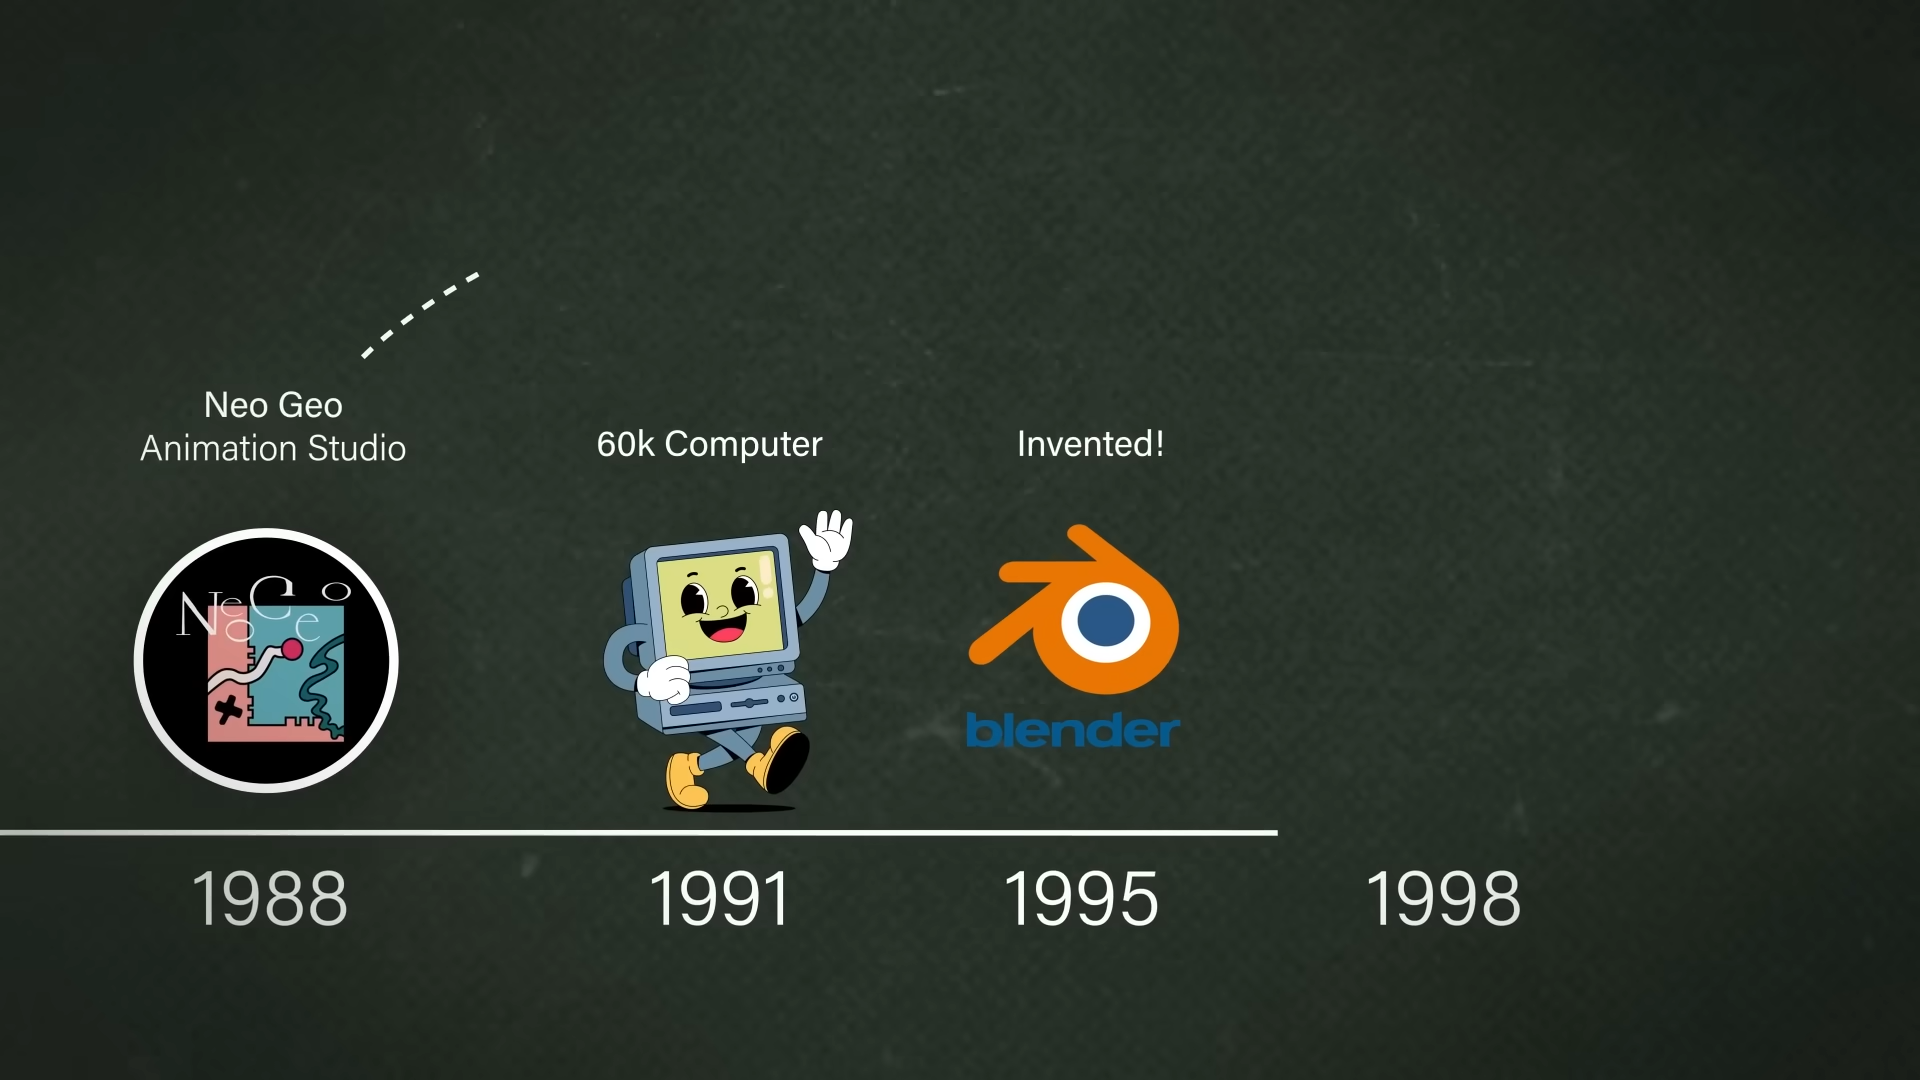 Neo Geo
Animation Studio
60k Computer
Invented!
NeoGeo
blender
1988
1991
1995
1998